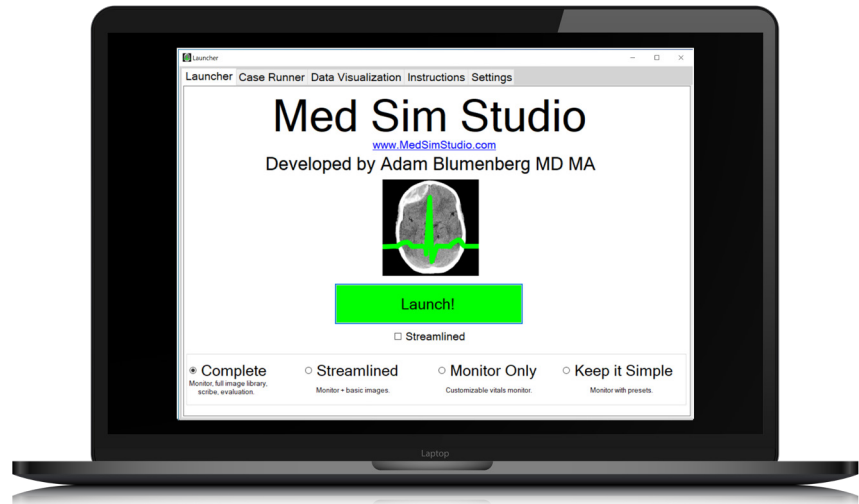 Launcher
Launcher Case Runner Data Visualization Instructions Settings
Med Sim Studio
www.MedSimStudio.com
Developed by Adam Blumenberg MD MA
Launch!
Streamlined
Complete
Monitor, full image library,
scribe, evaluation.
Streamlined
Monitor + basic images.
Monitor Only
Customizable vitals monitor.
Keep it Simple
Monitor with presets.
Laptop